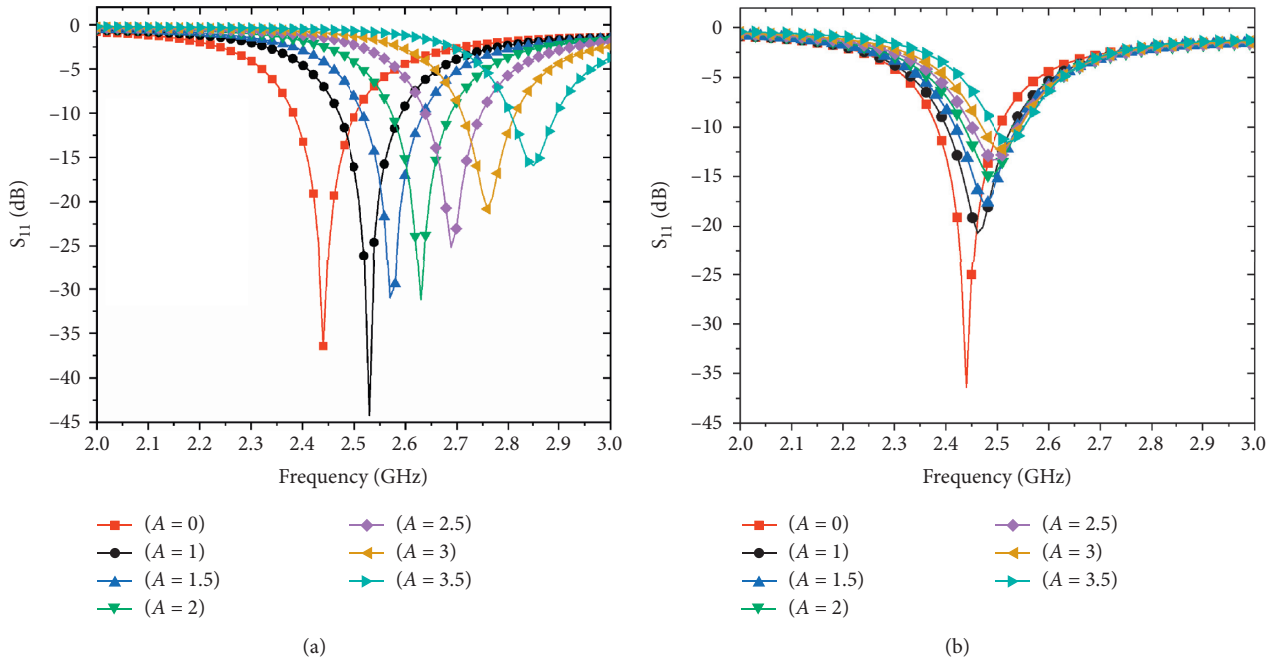 0
−5
−10
−15
−20
−25
−30
−35
−40
−45
S11 (dB)
2.0 2.1 2.2 2.3 2.4 2.5 2.6 2.7 2.8 2.9 3.0
Frequency (GHz)
(A = 0)
(A = 1)
(A = 1.5)
(A = 2)
(A = 2.5)
(A = 3)
(A = 3.5)
(a)
0
−5
−10
−15
−20
−25
−30
−35
−45
S11 (dB)
2.0 2.1 2.2 2.3 2.4 2.5 2.6 2.7 2.8 2.9 3.0
Frequency (GHz)
(A = 0)
(A = 1)
(A = 1.5)
(A = 2)
(A = 2.5)
(A = 3)
(A = 3.5)
(b)